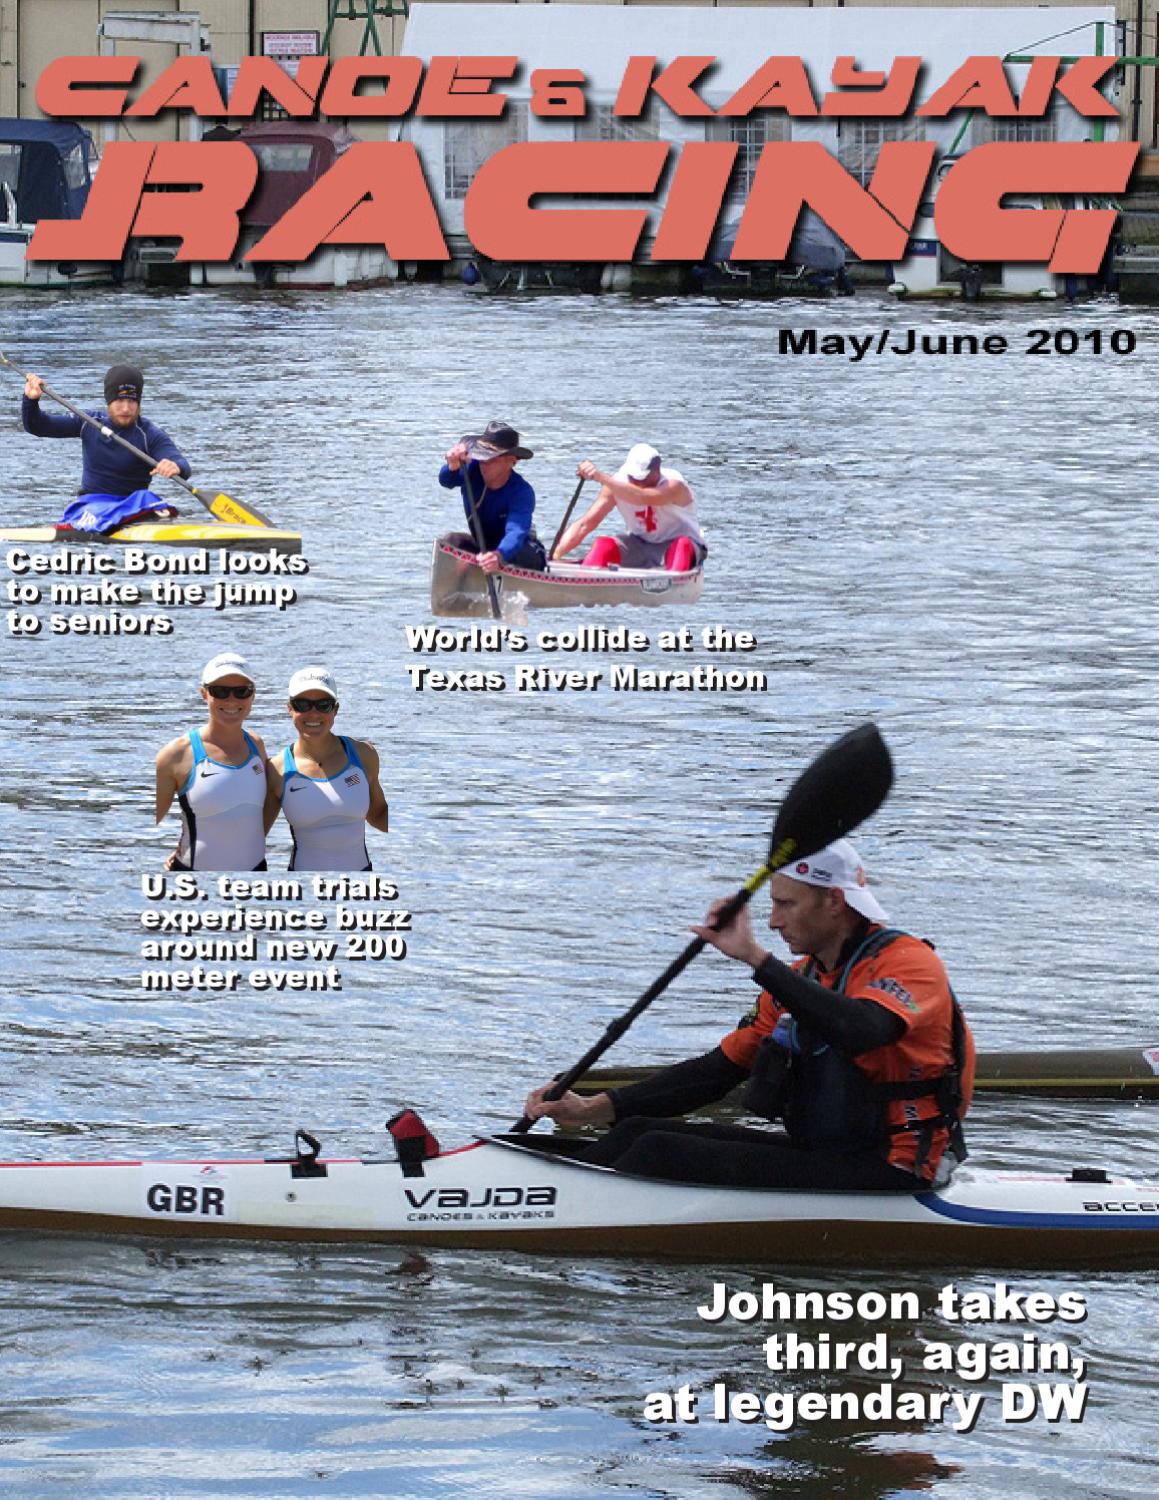 CANOE & KAYAK
RACING
May/June 2010
Cedric Bond looks
to make the jump
to seniors
World's collide at the
Texas River Marathon
U.S. team trials
experience buzz
around new 200
meter event
GBR
VAJDA
CANOES & KAYAKS
Johnson takes
third, again,
at legendary DW